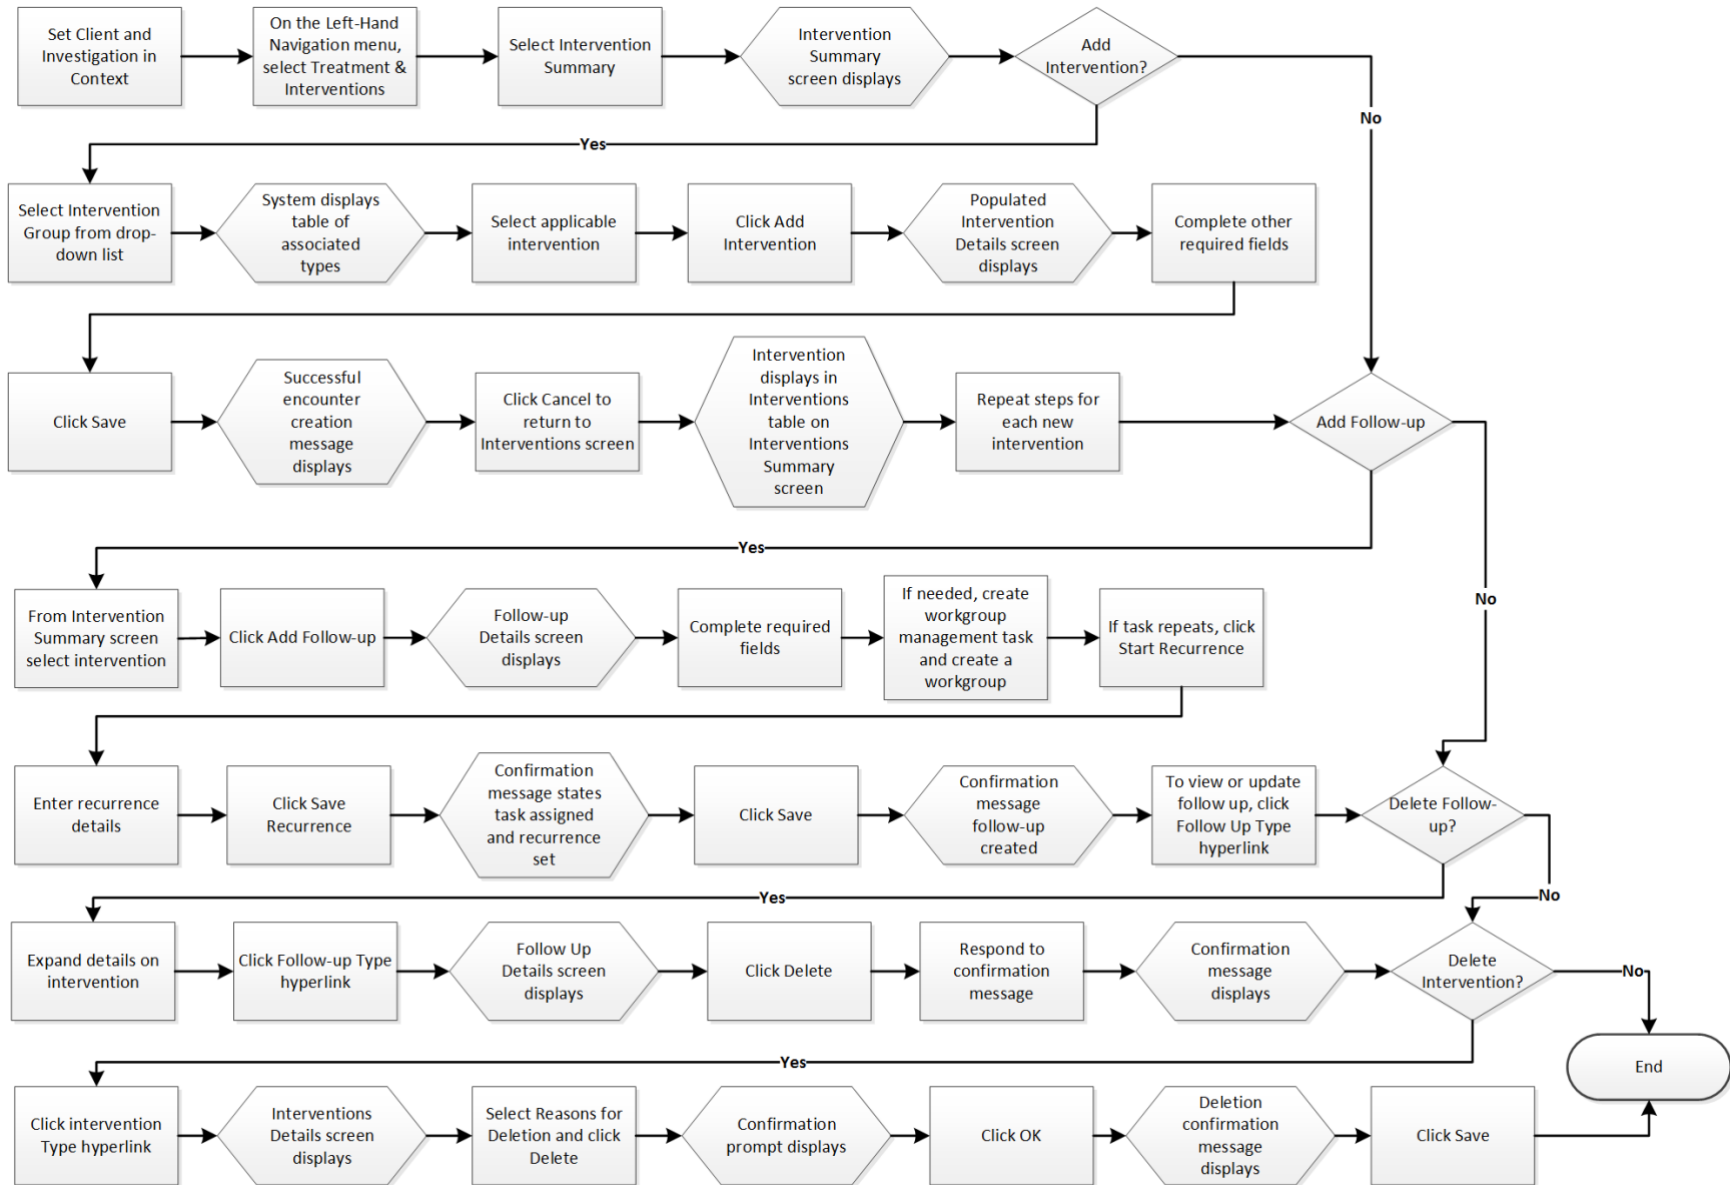 Set Client and
Investigation in
Context
On the Left-Hand
Navigation menu,
select Treatment &
Interventions
Select Intervention
Summary
Intervention
Summary
screen displays
Add
Intervention?
No
Yes
Select Intervention
Group from drop-
down list
System displays
table of
associated
types
Select applicable
intervention
Click Add
Intervention
Populated
Intervention
Details screen
displays
Complete other
required fields
Click Save
Successful
encounter
creation
message
displays
Click Cancel to
return to
Interventions screen
Intervention
displays in
Interventions
table on
Interventions
Summary
screen
Repeat steps for
each new
intervention
Add Follow-up
Yes
No
From Intervention
Summary screen
select intervention
Click Add Follow-up
Follow-up
Details screen
displays
Complete required
fields
If needed, create
workgroup
management task
and create a
workgroup
If task repeats, click
Start Recurrence
Enter recurrence
details
Click Save
Recurrence
Confirmation
message states
task assigned
and recurrence
set
Click Save
Confirmation
message
follow-up
created
To view or update
follow up, click
Follow Up Type
hyperlink
Delete Follow-
up?
Yes
No
Expand details on
intervention
Click Follow-up Type
hyperlink
Follow Up
Details screen
displays
Click Delete
Respond to
confirmation
message
Confirmation
message
displays
Delete
Intervention?
No
Yes
End
Click intervention
Type hyperlink
Interventions
Details screen
displays
Select Reasons for
Deletion and click
Delete
Confirmation
prompt displays
Click OK
Deletion
confirmation
message
displays
Click Save